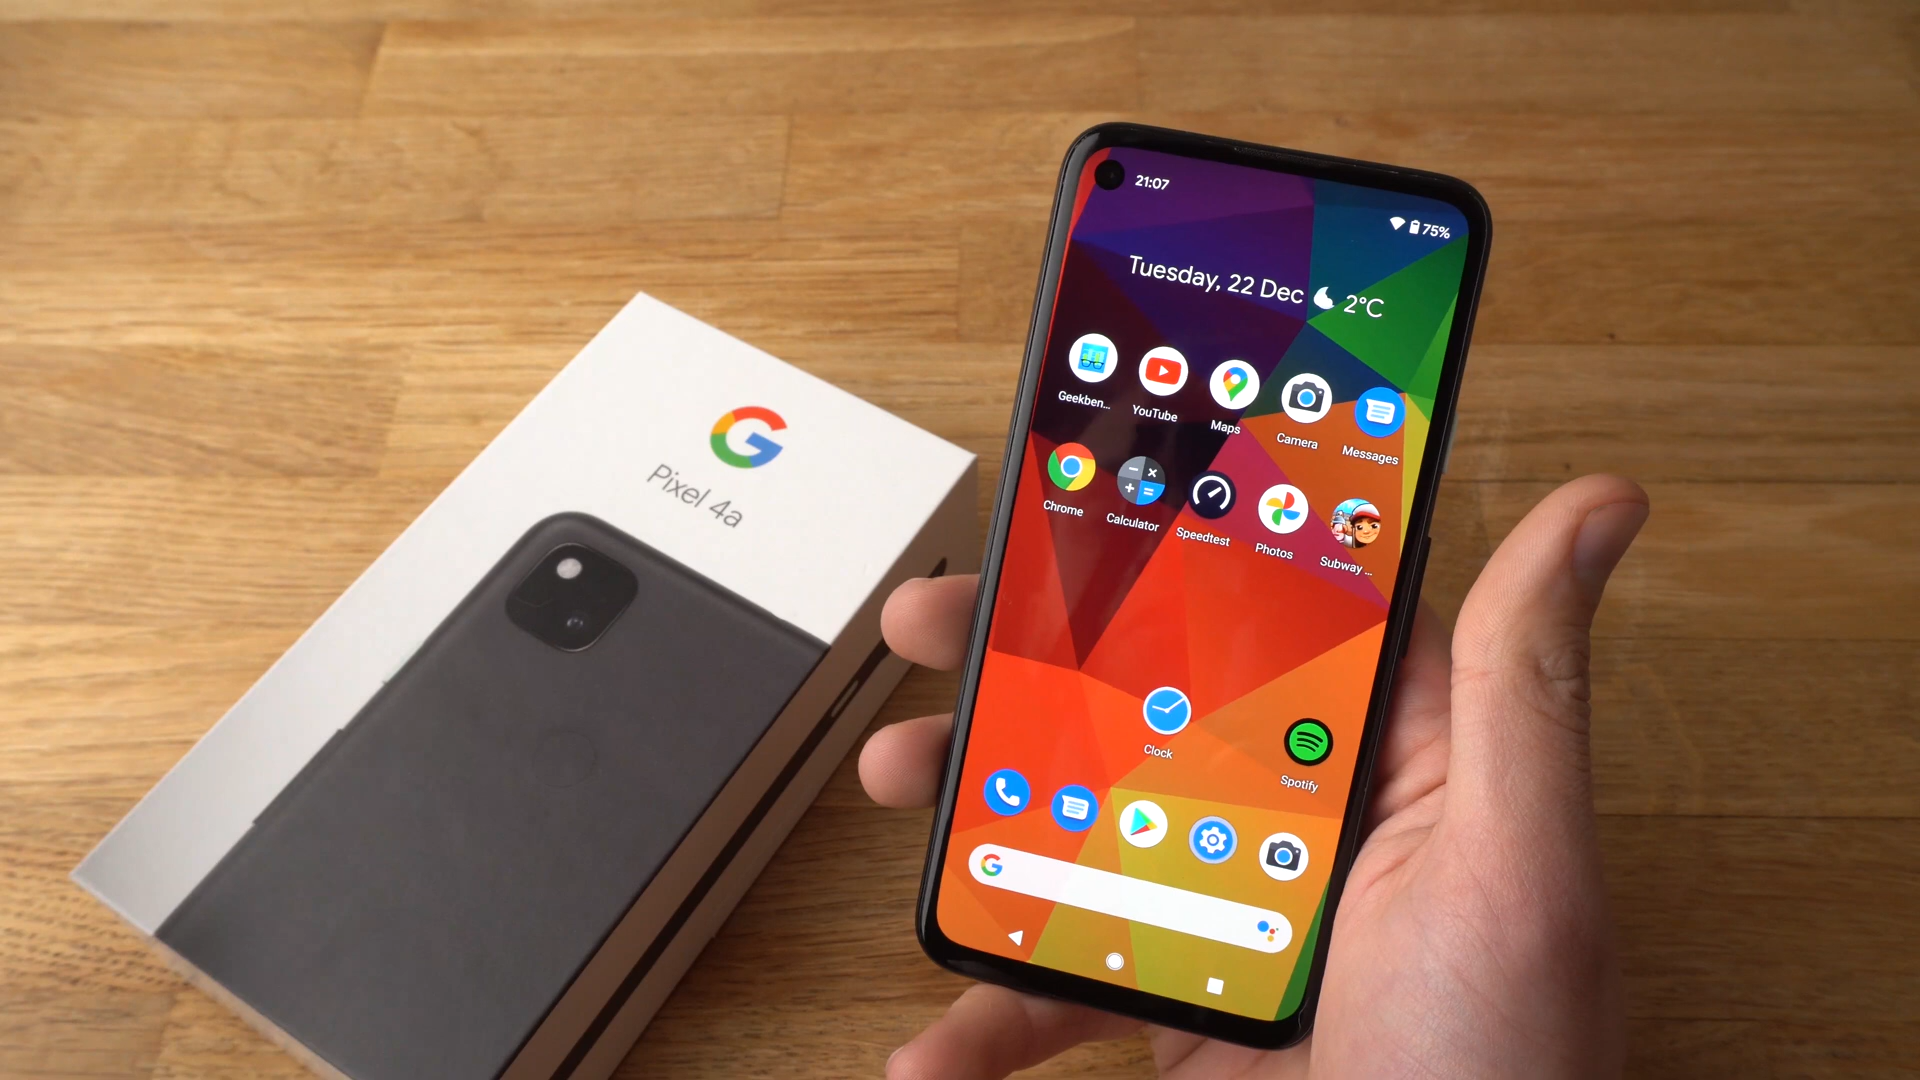 G
Pixel 4a
21:07
75%
Tuesday, 22 Dec 2°C
Geekben...
YouTube
Maps
Camera
Messages
Chrome
Calculator
Speedtest
Photos
Subway ...
Clock
Spotify
G